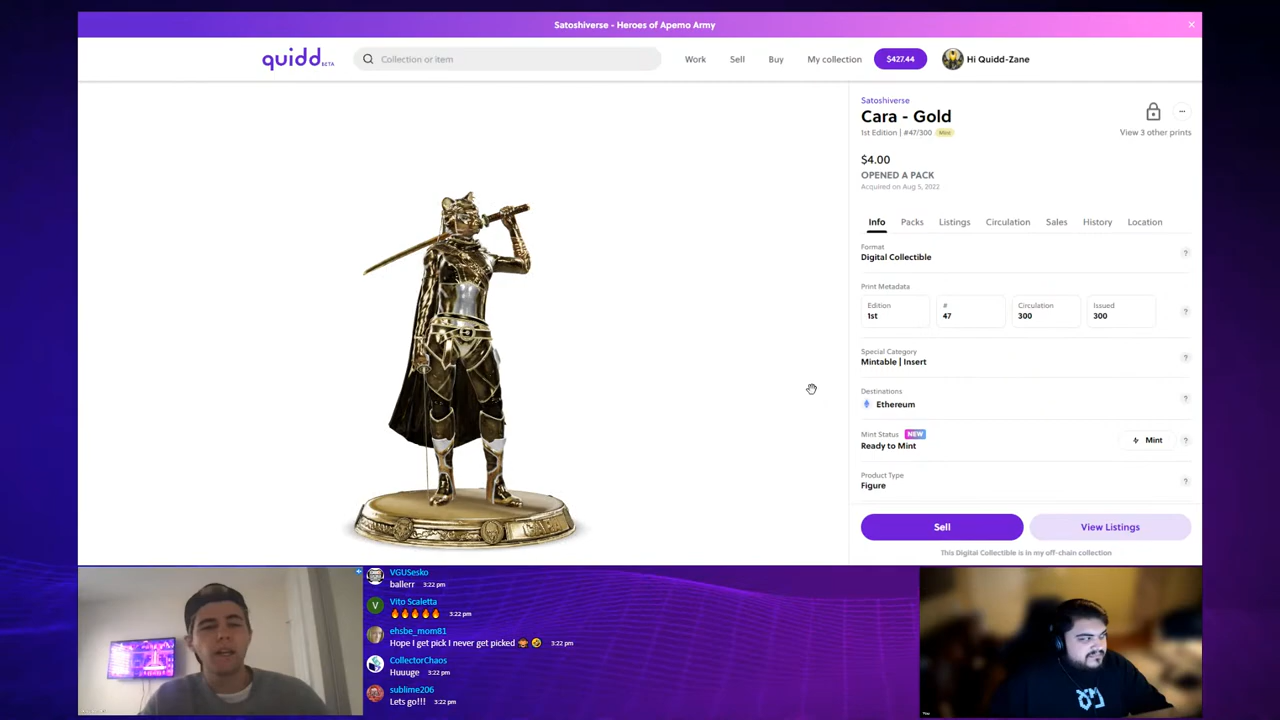 Satoshiverse - Heroes of Apemo Army
quidd BETA
Collection or item
Work Sell Buy My collection $427.44 Hi Quidd-Zane
Satoshiverse
Cara - Gold
1st Edition | #47/300 Mint
View 3 other prints
$4.00
OPENED A PACK
Acquired on Aug 5, 2022
Info Packs Listings Circulation Sales History Location
Format
Digital Collectible
Print Metadata
Edition
1st
#
47
Circulation
300
Issued
300
Special Category
Mintable | Insert
Destinations
Ethereum
Mint Status NEW
Ready to Mint
Mint
Product Type
Figure
Sell
View Listings
This Digital Collectible is in my off-chain collection
VGUSesko
ballerr 3:22 pm
V Vito Scaletta
3:22 pm
ehsbe_mom81
Hope I get pick I never get picked 3:22 pm
CollectorChaos
Huuuge 3:22 pm
sublime206
Lets go!!! 3:22 pm